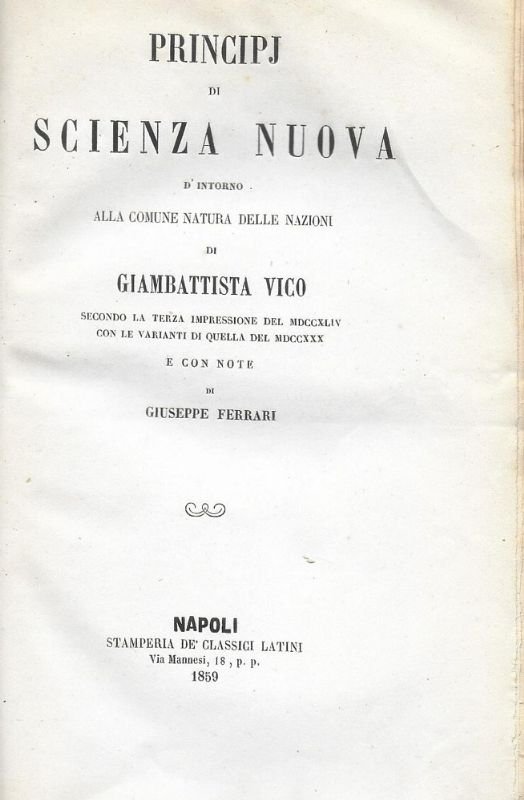 PRINCIPJ
DI
SCIENZA NUOVA
D'INTORNO
ALLA COMUNE NATURA DELLE NAZIONI
DI
GIAMBATTISTA VICO
SECONDO LA TERZA IMPRESSIONE DEL MDCCXLIV
CON LE VARIANTI DI QUELLA DEL MDCCXXX
E CON NOTE
DI
GIUSEPPE FERRARI
NAPOLI
STAMPERIA DE' CLASSICI LATINI
Via Mannesi, 18, p. p.
1859